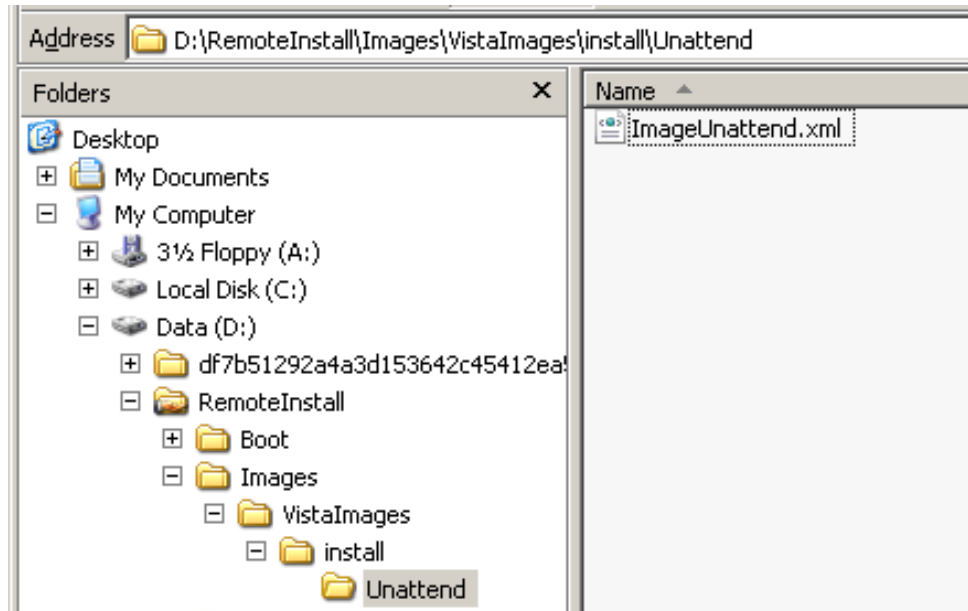 Address D:\RemoteInstall\Images\VistaImages\install\Unattend
Folders
Desktop
My Documents
My Computer
3½ Floppy (A:)
Local Disk (C:)
Data (D:)
df7b51292a4a3d153642c45412ea
RemoteInstall
Boot
Images
VistaImages
install
Unattend
Name
ImageUnattend.xml